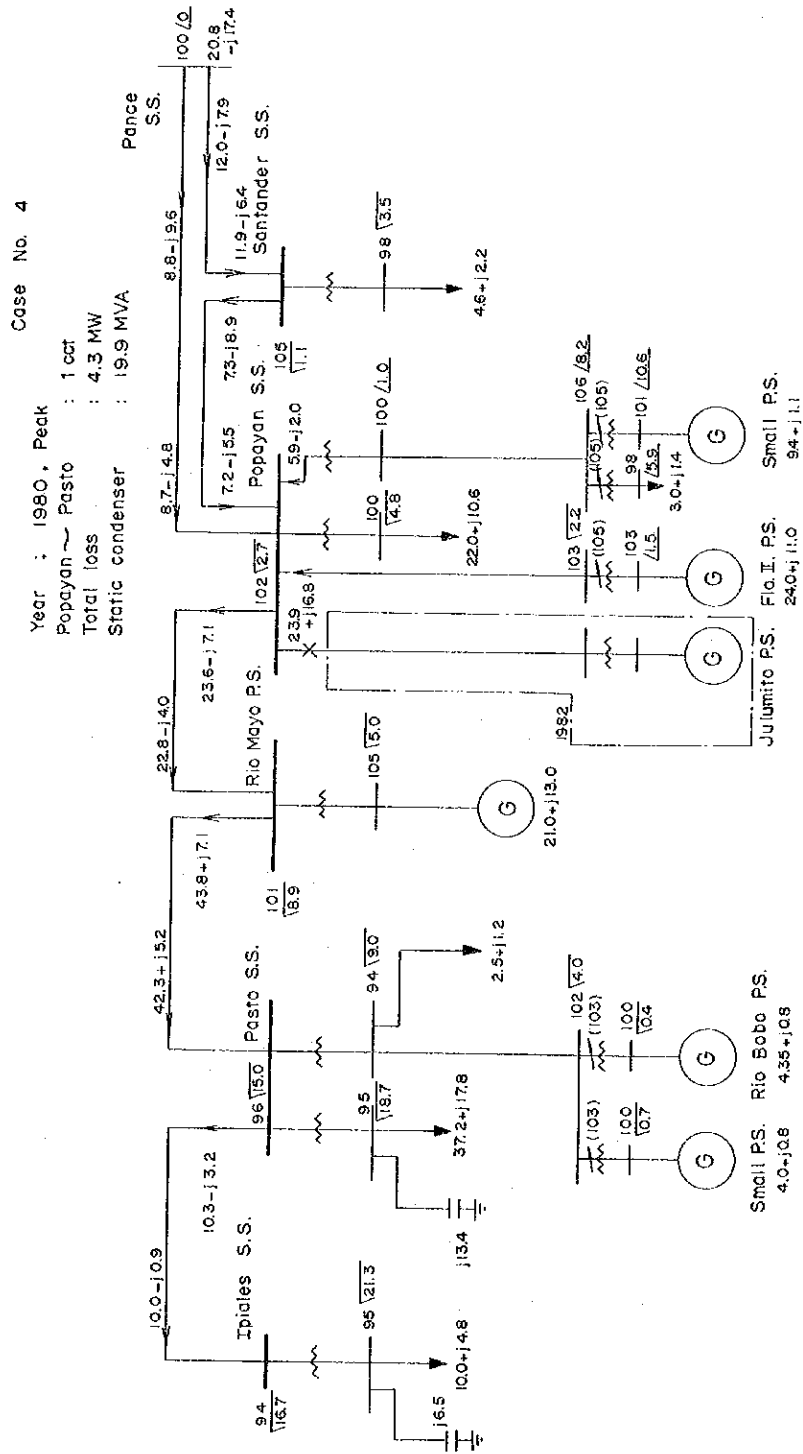 Case No. 4
Year : 1980, Peak
Popayan ~ Pasto : 1 cct
Total loss : 4.3 MW
Static condenser : 19.9 MVA
100 /0
20.8
-j17.4
Pance
S.S.
8.8-j9.6
12.0-j7.9
8.7-j4.8
11.9-j6.4
Santander S.S.
105
\1.1
98 \3.5
4.6+j2.2
7.3-j8.9
7.2-j5.5
Popayan S.S.
102 \2.7
5.9-j2.0
100 /1.0
100
\4.8
22.0+j10.6
23.9
+j16.8
106 /8.2
(105)
(105)
101 /10.6
98
/5.9
3.0+j1.4
G
Small P.S.
9.4+j1.1
103 \2.2
(105)
103
/1.5
G
Flo. II. P.S.
24.0+j11.0
G
Julumito P.S.
1982
23.6-j7.1
22.8-j4.0
Rio Mayo P.S.
101
\8.9
105 \5.0
G
21.0+j13.0
43.8+j7.1
42.3+j5.2
Pasto S.S.
96 \15.0
94 \9.0
2.5+j1.2
95
\18.7
37.2+j17.8
j13.4
102 \4.0
(103)
(103)
100
\0.4
100
\0.7
G
G
Rio Bobo P.S.
4.35+j0.8
Small P.S.
4.0+j0.8
10.3-j3.2
10.0-j0.9
Ipiales S.S.
94
\16.7
95 \21.3
10.0+j4.8
j6.5